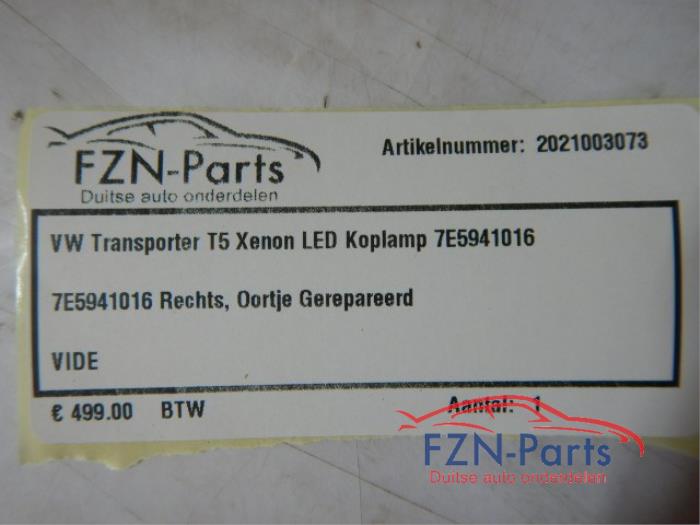 FZN-Parts
Duitse auto onderdelen
Artikelnummer: 2021003073
VW Transporter T5 Xenon LED Koplamp 7E5941016
7E5941016 Rechts, Oortje Gerepareerd
VIDE
€ 499.00 BTW
Aantal: 1
FZN-Parts
Duitse auto onderdelen